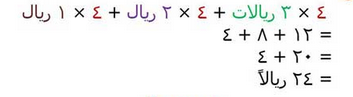 ٤ × ٣ ريالات + ٤ × ٢ ريال + ٤ × ١ ريال
= ١٢ + ٨ + ٤
= ٢٠ + ٤
= ٢٤ ريالاً